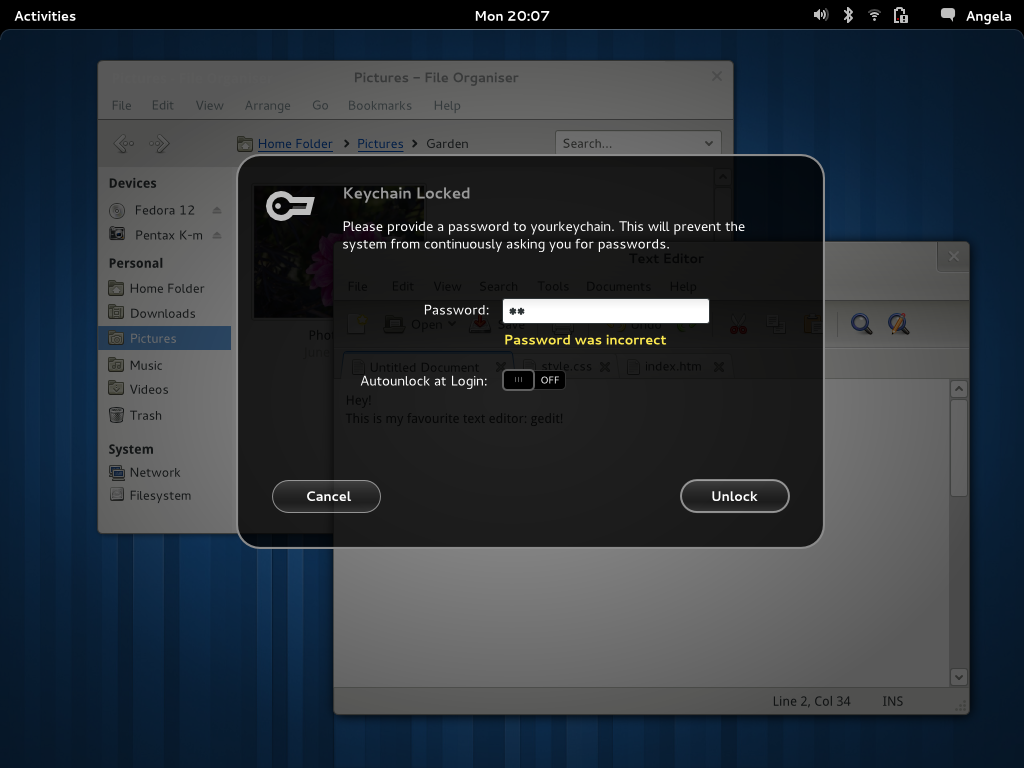 Activities
Mon 20:07
Angela
Pictures – File Organiser
File Edit View Arrange Go Bookmarks Help
Home Folder > Pictures > Garden
Search...
Devices
Fedora 12
Pentax K-m
Personal
Home Folder
Downloads
Pictures
Music
Videos
Trash
System
Network
Filesystem
Keychain Locked
Please provide a password to yourkeychain. This will prevent the
system from continuously asking you for passwords.
Password: **
Password was incorrect
Autounlock at Login: OFF
Cancel
Unlock
Text Editor
File Edit View Search Tools Documents Help
Open Save Undo
Untitled Document style.css index.htm
Hey!
This is my favourite text editor: gedit!
Line 2, Col 34 INS